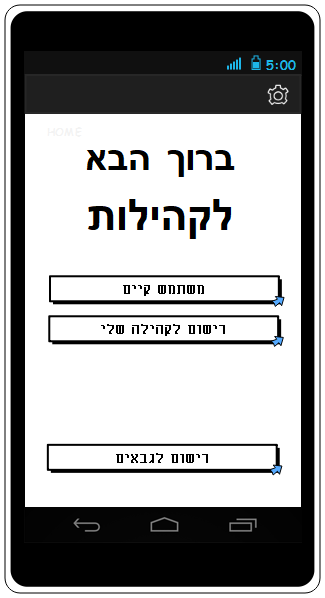 5:00
HOME
ברוך הבא
לקהילות
משתמש קיים
רישום לקהילה שלי
רישום לגבאים